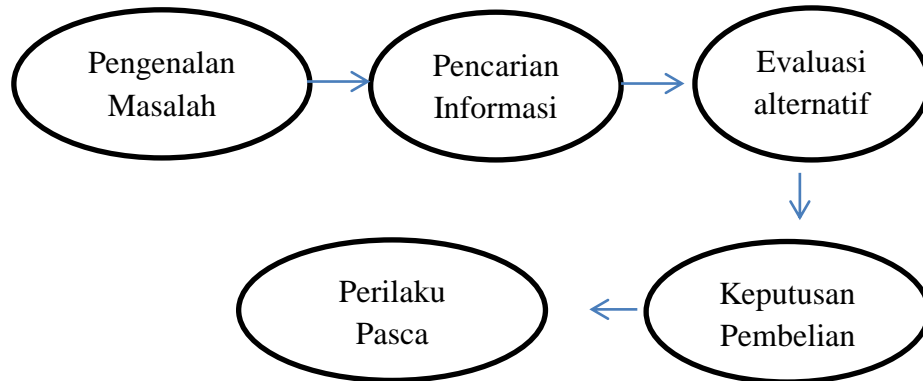 Pengenalan
Masalah
Pencarian
Informasi
Evaluasi
alternatif
Keputusan
Pembelian
Perilaku
Pasca